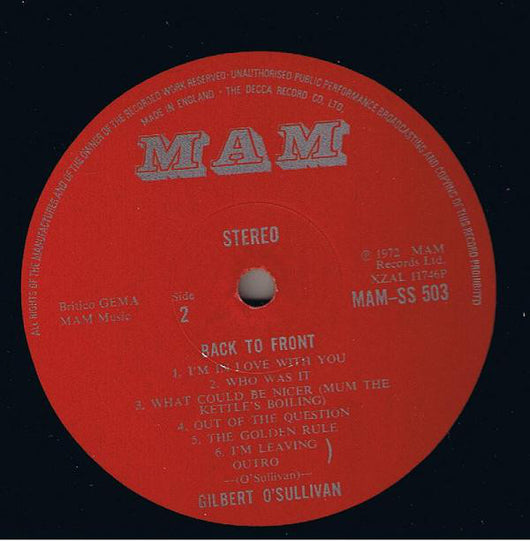 ALL RIGHTS OF THE MANUFACTURER AND OF THE OWNER OF THE RECORDED WORK RESERVED · UNAUTHORISED PUBLIC PERFORMANCE BROADCASTING AND COPYING OF THIS RECORD PROHIBITED
MADE IN ENGLAND · THE DECCA RECORD CO. LTD.
MAM
STEREO
Ⓟ 1972 MAM
Records Ltd.
XZAL 11746P
MAM–SS 503
Britico GEMA
MAM Music
Side
2
BACK TO FRONT
1. I'M IN LOVE WITH YOU
2. WHO WAS IT
3. WHAT COULD BE NICER (MUM THE
KETTLE'S BOILING)
4. OUT OF THE QUESTION
5. THE GOLDEN RULE
6. I'M LEAVING )
OUTRO
—(O'Sullivan)—
GILBERT O'SULLIVAN